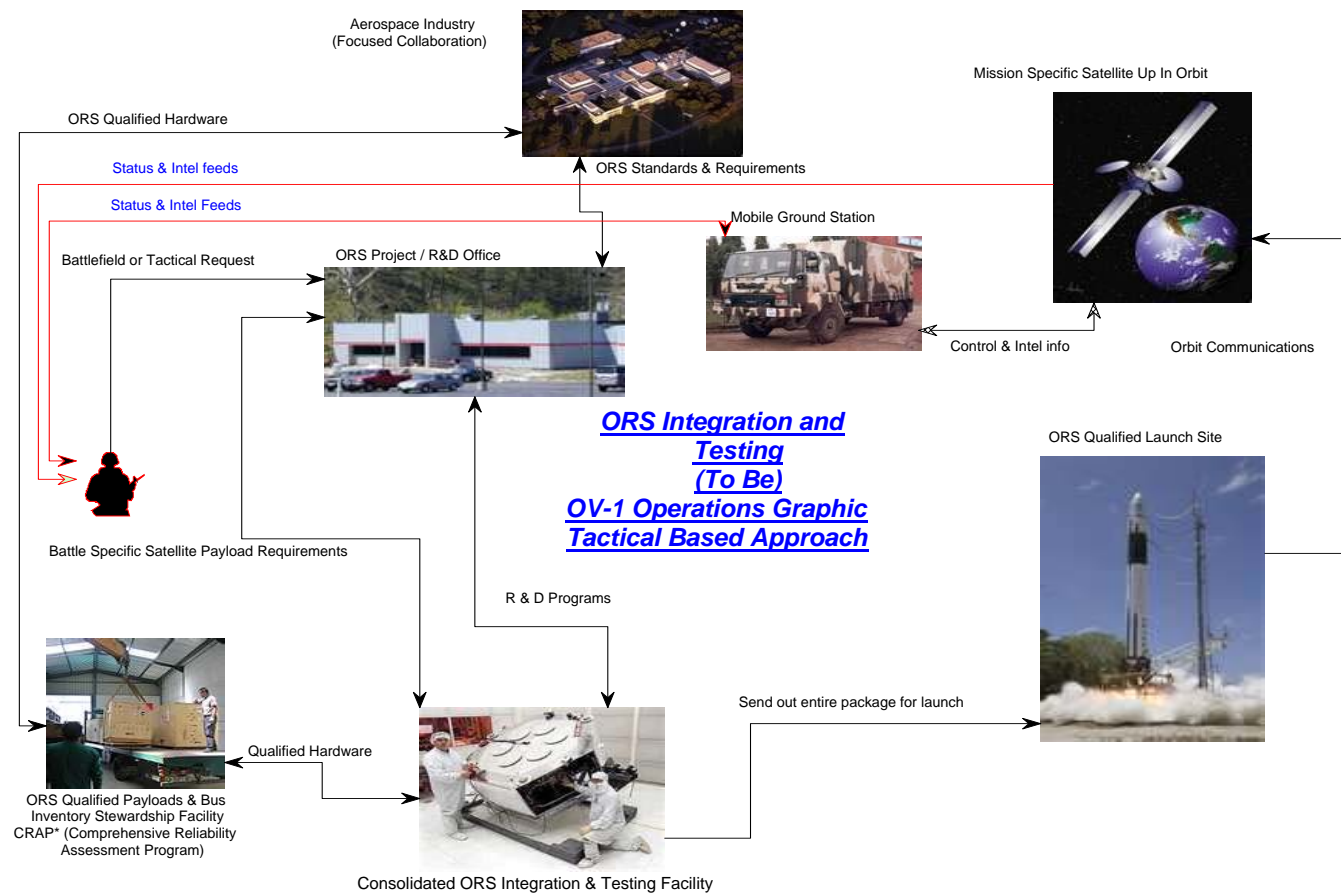 Aerospace Industry
(Focused Collaboration)
Mission Specific Satellite Up In Orbit
ORS Qualified Hardware
Status & Intel feeds
ORS Standards & Requirements
Status & Intel Feeds
Mobile Ground Station
Battlefield or Tactical Request
ORS Project / R&D Office
Control & Intel info
Orbit Communications
ORS Integration and
Testing
(To Be)
OV-1 Operations Graphic
Tactical Based Approach
ORS Qualified Launch Site
Battle Specific Satellite Payload Requirements
R & D Programs
Send out entire package for launch
Qualified Hardware
ORS Qualified Payloads & Bus
Inventory Stewardship Facility
CRAP* (Comprehensive Reliability
Assessment Program)
Consolidated ORS Integration & Testing Facility